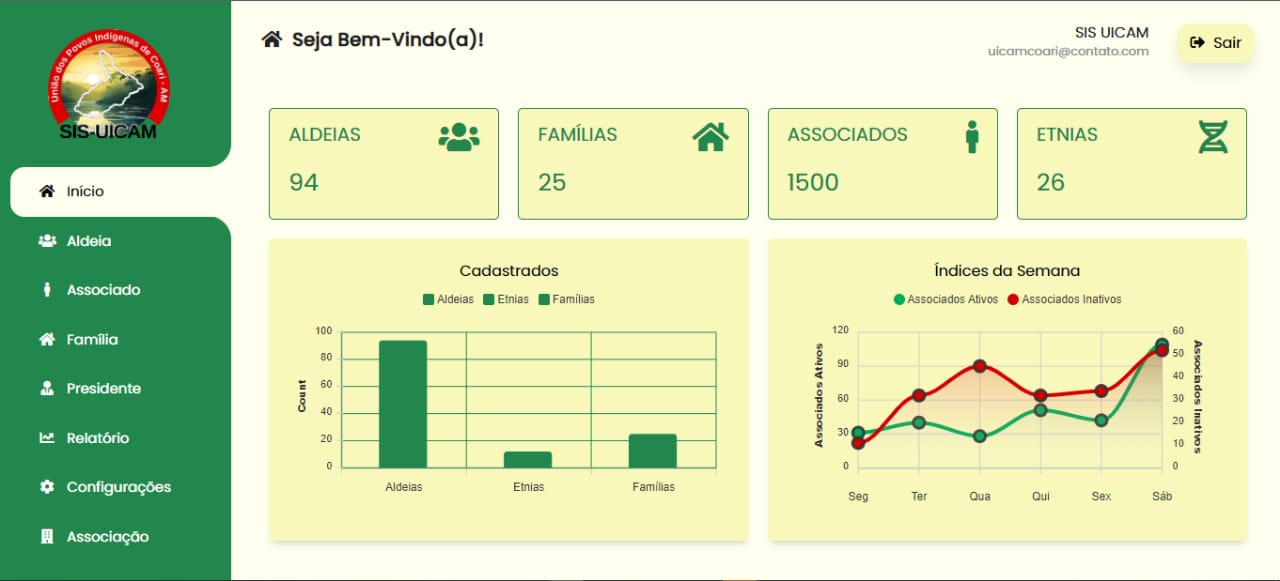 União dos Povos Indígenas de Coari - AM
SIS-UICAM
Início
Aldeia
Associado
Família
Presidente
Relatório
Configurações
Associação
Seja Bem-Vindo(a)!
SIS UICAM
uicamcoari@contato.com
Sair
ALDEIAS
94
FAMÍLIAS
25
ASSOCIADOS
1500
ETNIAS
26
Cadastrados
Aldeias Etnias Famílias
Count
100
80
60
40
20
0
Aldeias Etnias Famílias
Índices da Semana
Associados Ativos Associados Inativos
Associados Ativos
120
90
60
30
0
60
50
40
30
20
10
0
Associados Inativos
Seg Ter Qua Qui Sex Sáb